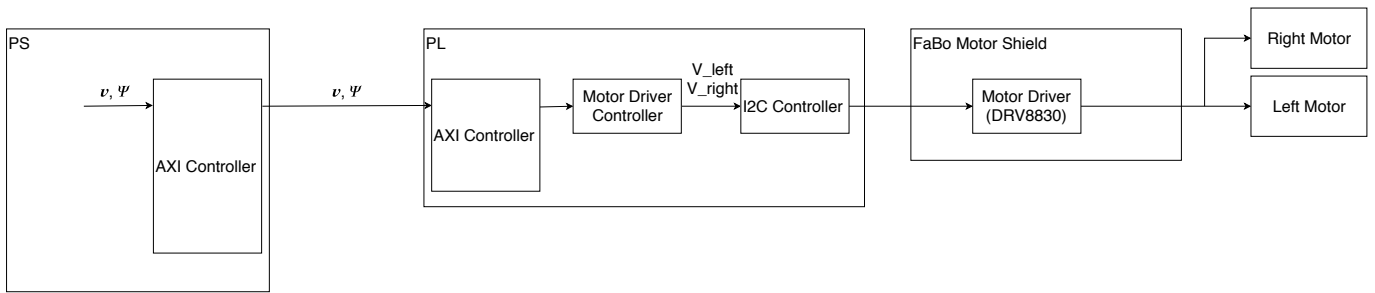 PS
v, Ψ
AXI Controller
v, Ψ
PL
AXI Controller
Motor Driver
Controller
V_left
V_right
I2C Controller
FaBo Motor Shield
Motor Driver
(DRV8830)
Right Motor
Left Motor